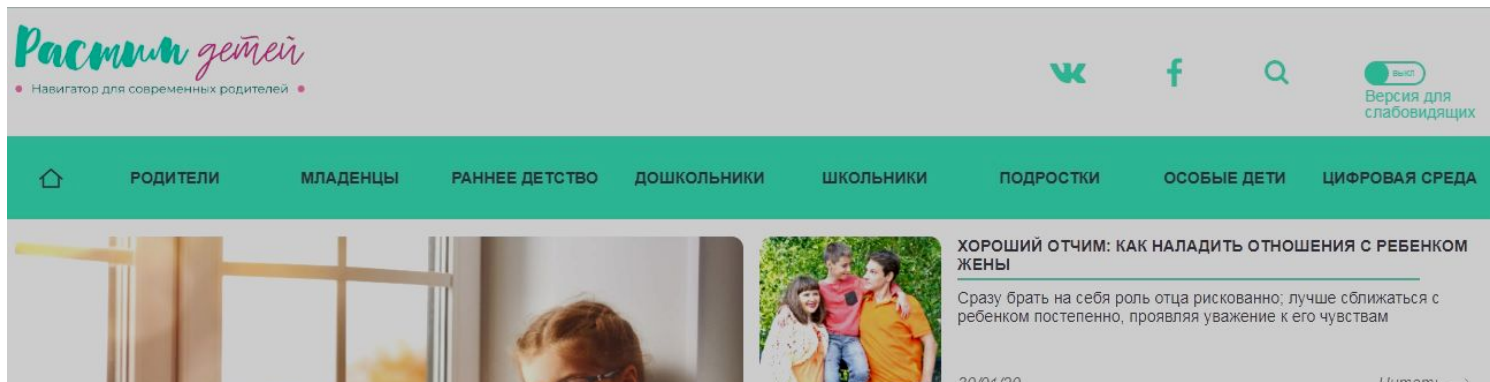 Растим детей
• Навигатор для современных родителей •
выкл
Версия для
слабовидящих
РОДИТЕЛИ МЛАДЕНЦЫ РАННЕЕ ДЕТСТВО ДОШКОЛЬНИКИ ШКОЛЬНИКИ ПОДРОСТКИ ОСОБЫЕ ДЕТИ ЦИФРОВАЯ СРЕДА
ХОРОШИЙ ОТЧИМ: КАК НАЛАДИТЬ ОТНОШЕНИЯ С РЕБЕНКОМ
ЖЕНЫ
Сразу брать на себя роль отца рискованно; лучше сближаться с
ребенком постепенно, проявляя уважение к его чувствам